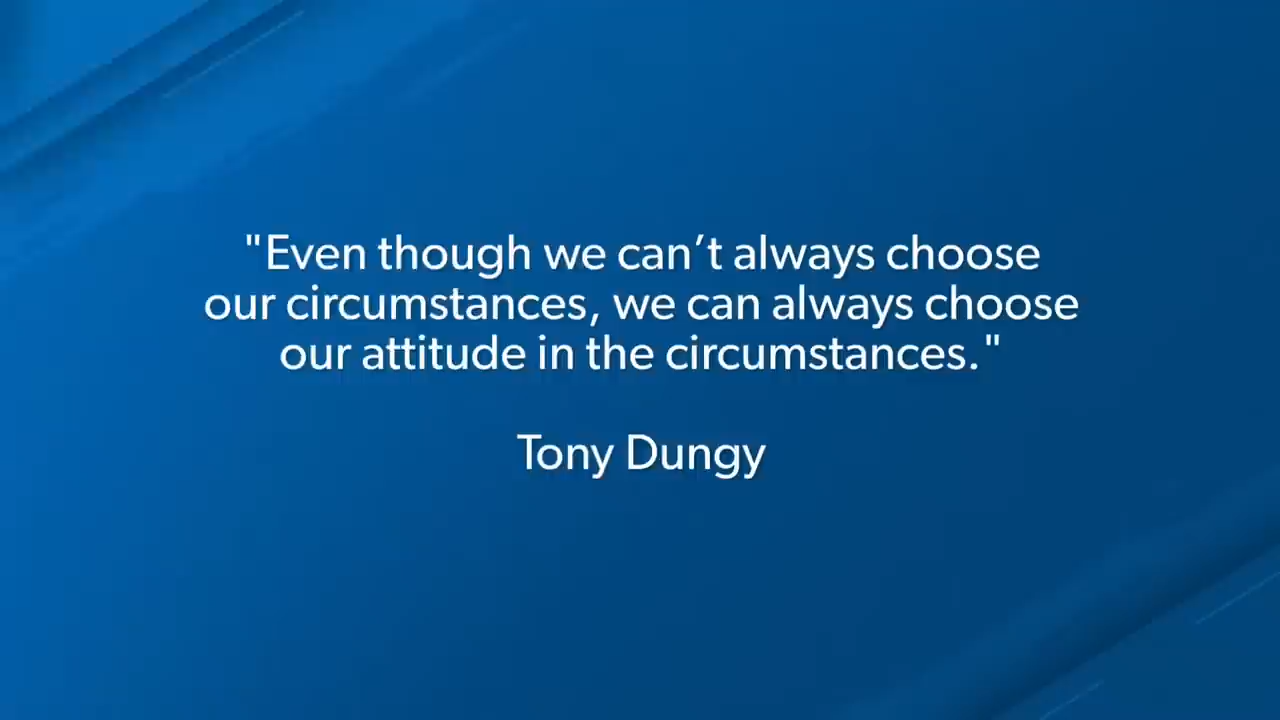 "Even though we can’t always choose
our circumstances, we can always choose
our attitude in the circumstances."
Tony Dungy